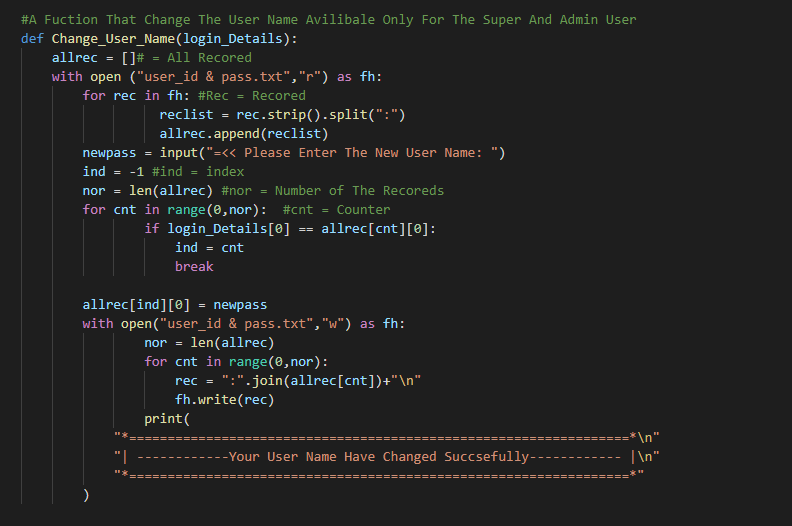 #A Fuction That Change The User Name Avilibale Only For The Super And Admin User
def Change_User_Name(login_Details):
    allrec = []# = All Recored
    with open ("user_id & pass.txt","r") as fh:
        for rec in fh: #Rec = Recored
                  reclist = rec.strip().split(":")
                  allrec.append(reclist)
        newpass = input("=<< Please Enter The New User Name: ")
        ind = -1 #ind = index
        nor = len(allrec) #nor = Number of The Recoreds
        for cnt in range(0,nor):  #cnt = Counter
                if login_Details[0] == allrec[cnt][0]:
                    ind = cnt
                    break
        allrec[ind][0] = newpass
        with open("user_id & pass.txt","w") as fh:
                nor = len(allrec)
                for cnt in range(0,nor):
                    rec = ":".join(allrec[cnt])+"\n"
                    fh.write(rec)
                print(
            "*=================================================================*\n"
            "| ------------Your User Name Have Changed Succsefully------------ |\n"
            "*=================================================================*"
        )